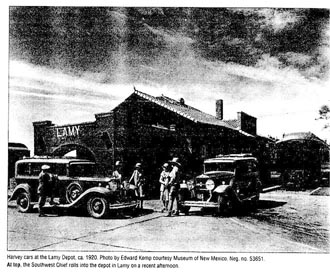 LAMY
Harvey cars at the Lamy Depot, ca. 1920. Photo by Edward Kemp courtesy Museum of New Mexico. Neg. no. 53651.
At top, the Southwest Chief rolls into the depot in Lamy on a recent afternoon.